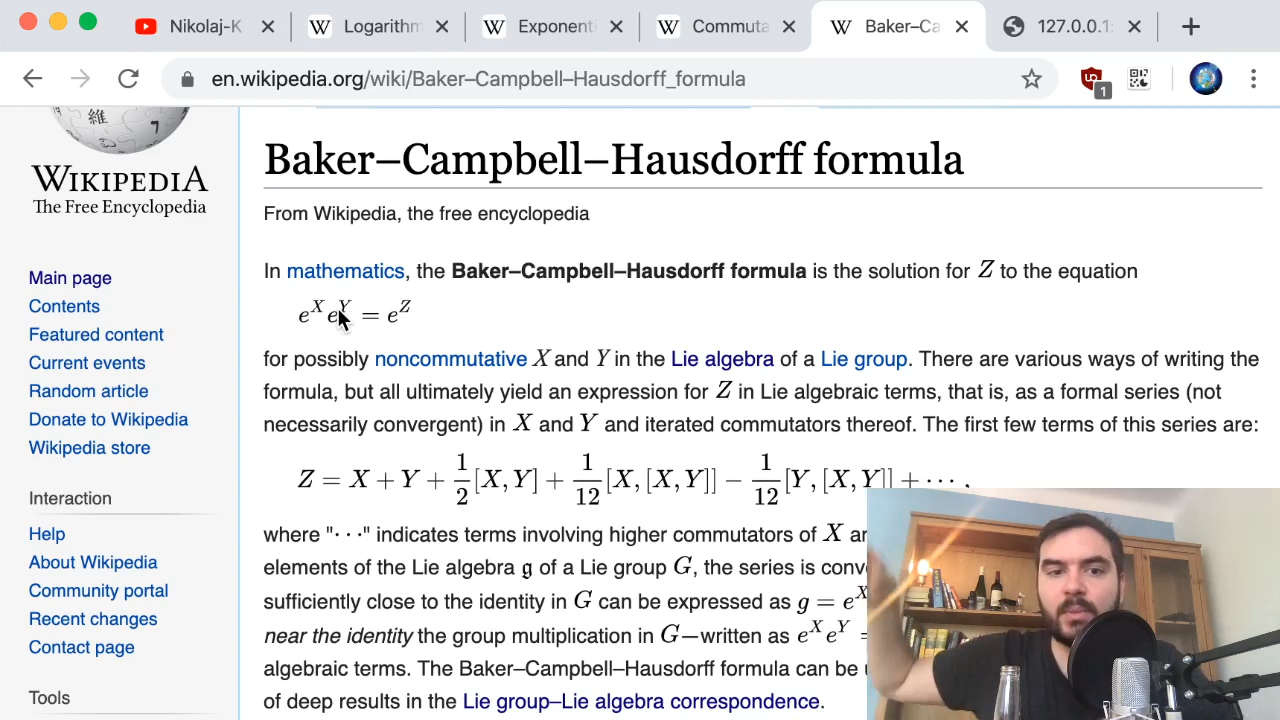 Nikolaj-K
Logarithm
Exponenti
Commuta
Baker–Ca
127.0.0.1:
en.wikipedia.org/wiki/Baker–Campbell–Hausdorff_formula
1
維
7
WIKIPEDIA
The Free Encyclopedia
Main page
Contents
Featured content
Current events
Random article
Donate to Wikipedia
Wikipedia store
Interaction
Help
About Wikipedia
Community portal
Recent changes
Contact page
Tools
Baker–Campbell–Hausdorff formula
From Wikipedia, the free encyclopedia
In mathematics, the Baker–Campbell–Hausdorff formula is the solution for Z to the equation
e^X e^Y = e^Z
for possibly noncommutative X and Y in the Lie algebra of a Lie group. There are various ways of writing the
formula, but all ultimately yield an expression for Z in Lie algebraic terms, that is, as a formal series (not
necessarily convergent) in X and Y and iterated commutators thereof. The first few terms of this series are:
Z = X + Y + 1/2 [X, Y] + 1/12 [X, [X, Y]] − 1/12 [Y, [X, Y]] + ⋯ ,
where "⋯" indicates terms involving higher commutators of X
elements of the Lie algebra 𝔤 of a Lie group G, the series is
sufficiently close to the identity in G can be expressed as g = e^X
near the identity the group multiplication in G—written as e^X e^Y =
algebraic terms. The Baker–Campbell–Hausdorff formula can be
of deep results in the Lie group–Lie algebra correspondence.